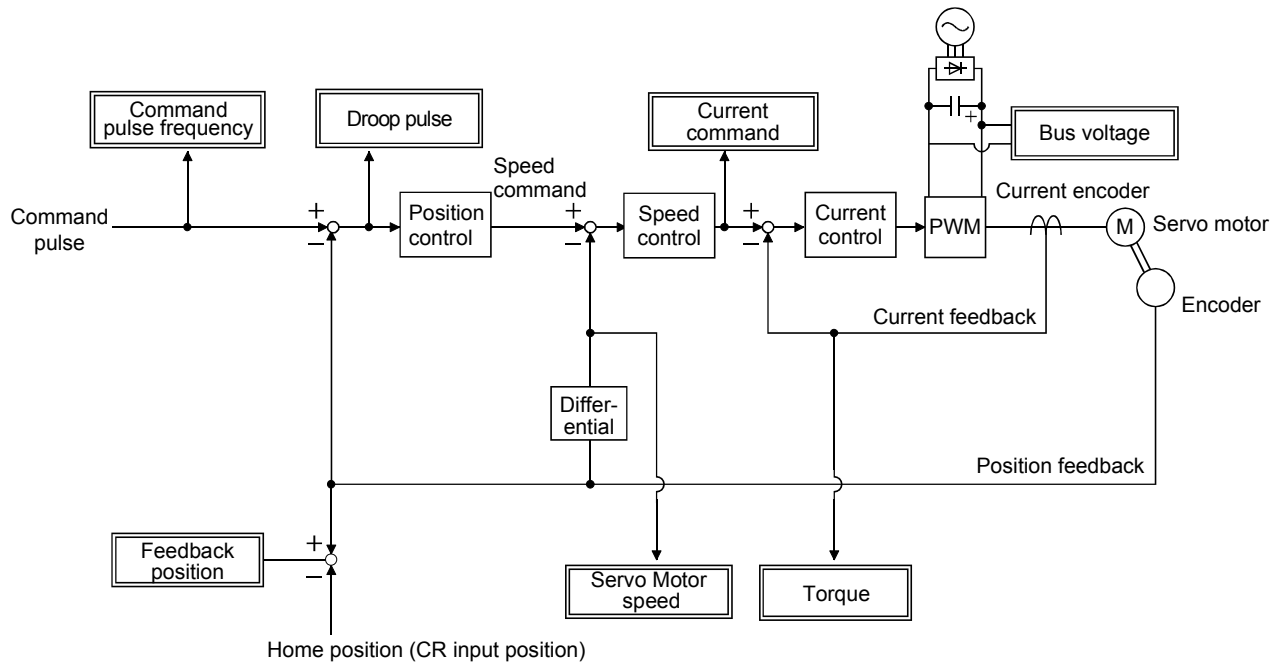 Command
pulse frequency
Droop pulse
Current
command
Bus voltage
Command
pulse
+
−
Position
control
Speed
command
+
−
Speed
control
+
−
Current
control
PWM
+
Current encoder
M
Servo motor
Encoder
Current feedback
Differ-
ential
Position feedback
Feedback
position
+
−
Servo Motor
speed
Torque
Home position (CR input position)